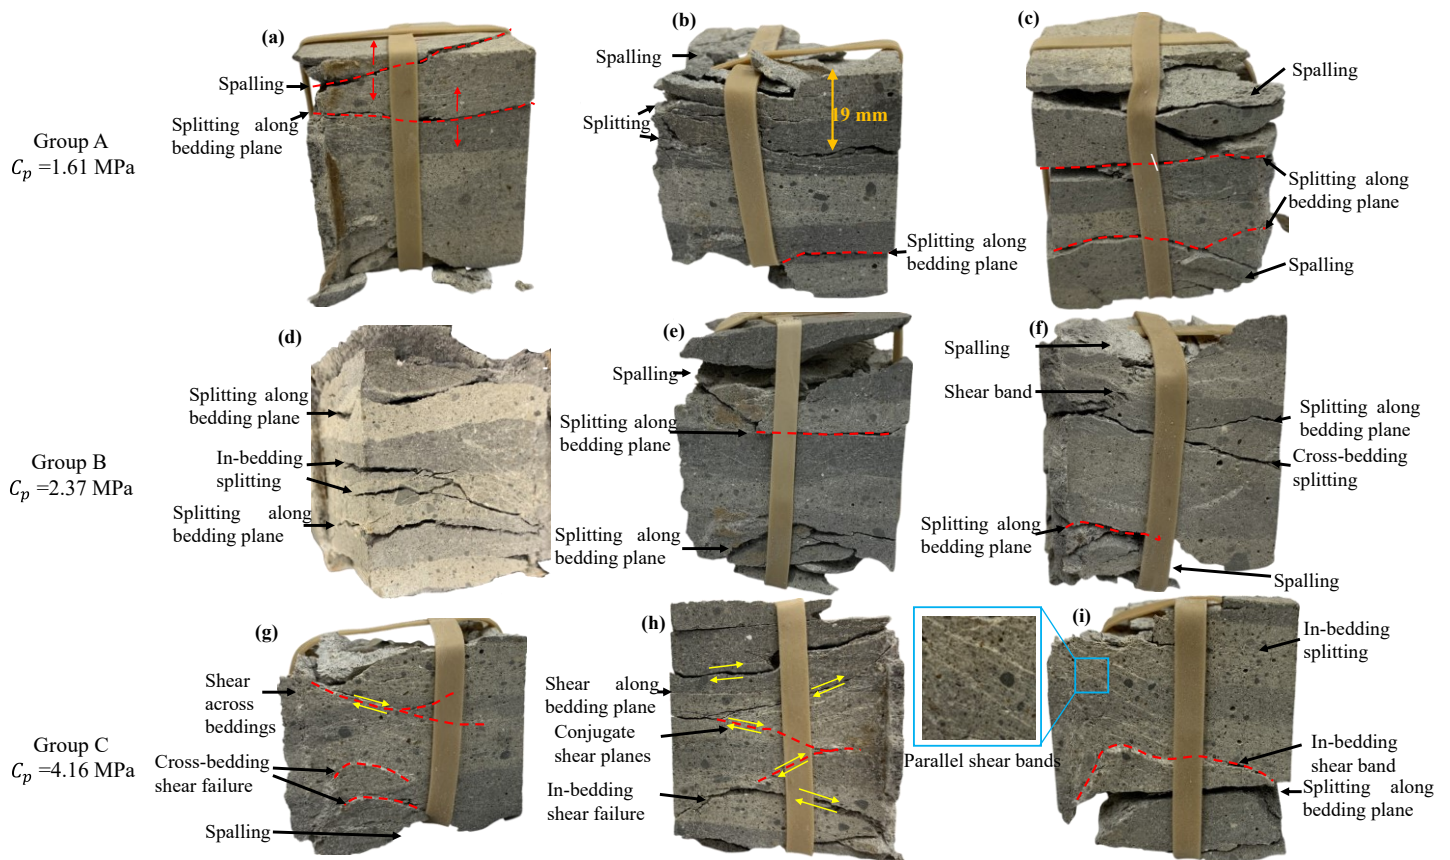 Group A
C_p =1.61 MPa
(a)
Spalling
Splitting along
bedding plane
(b)
Spalling
19 mm
Splitting
Splitting along
bedding plane
(c)
Spalling
Splitting along
bedding plane
Spalling
Group B
C_p =2.37 MPa
(d)
Splitting along
bedding plane
In-bedding
splitting
Splitting along
bedding plane
(e)
Spalling
Splitting along
bedding plane
Splitting along
bedding plane
(f)
Spalling
Shear band
Splitting along
bedding plane
Cross-bedding
splitting
Splitting along
bedding plane
Spalling
Group C
C_p =4.16 MPa
(g)
Shear
across
beddings
Cross-bedding
shear failure
Spalling
(h)
Shear along
bedding plane
Conjugate
shear planes
In-bedding
shear failure
Parallel shear bands
(i)
In-bedding
splitting
In-bedding
shear band
Splitting along
bedding plane